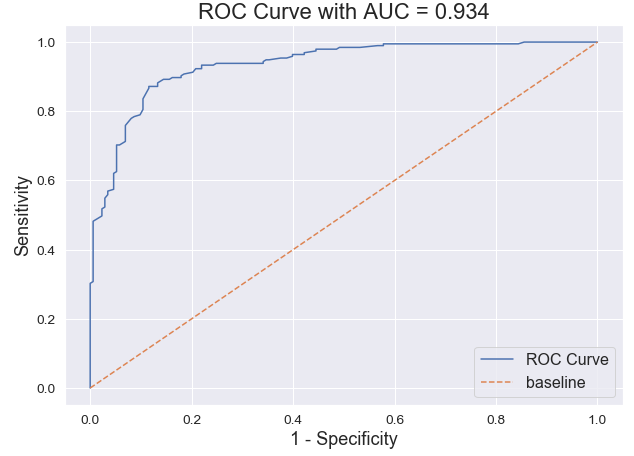 ROC Curve with AUC = 0.934
1.0
0.8
0.6
0.4
0.2
0.0
Sensitivity
ROC Curve
baseline
0.0 0.2 0.4 0.6 0.8 1.0
1 - Specificity